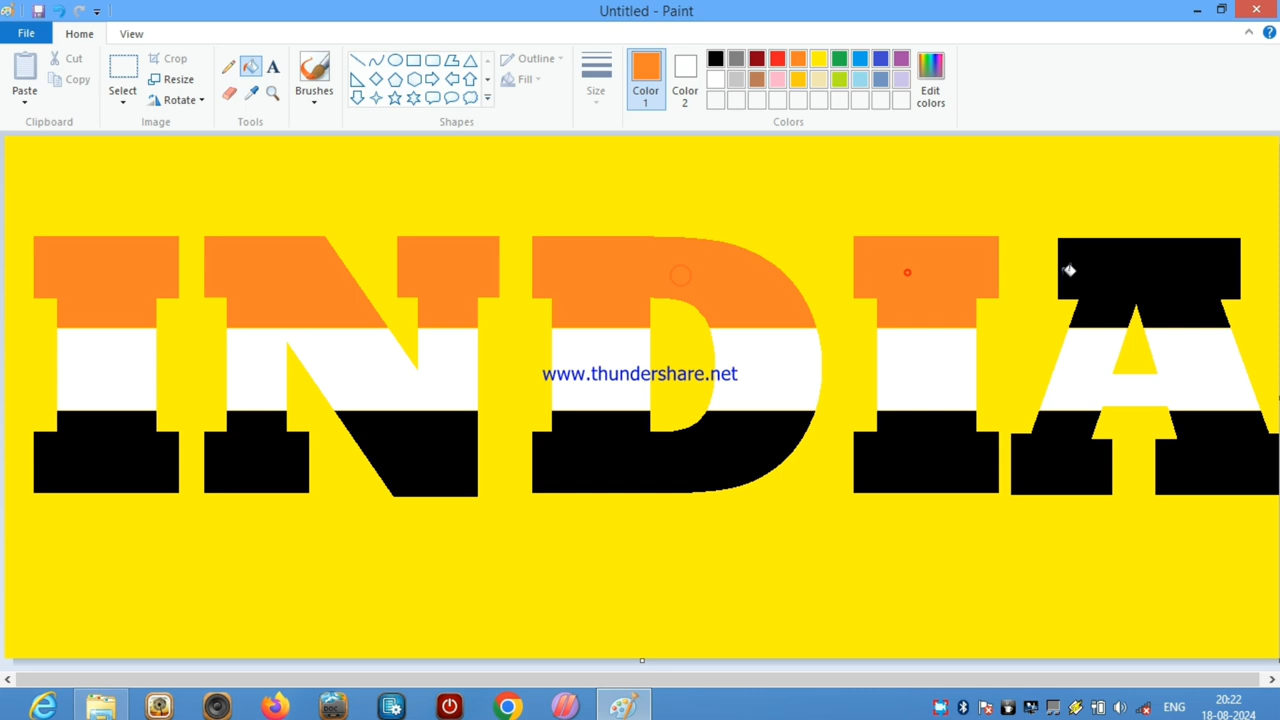 Untitled - Paint
File Home View
Paste
Cut
Copy
Clipboard
Select
Crop
Resize
Rotate
Image
A
Tools
Brushes
Outline
Fill
Shapes
Size
Color 1
Color 2
Edit colors
Colors
INDIA
www.thundershare.net
DOC
ENG
20:22
18-08-2024